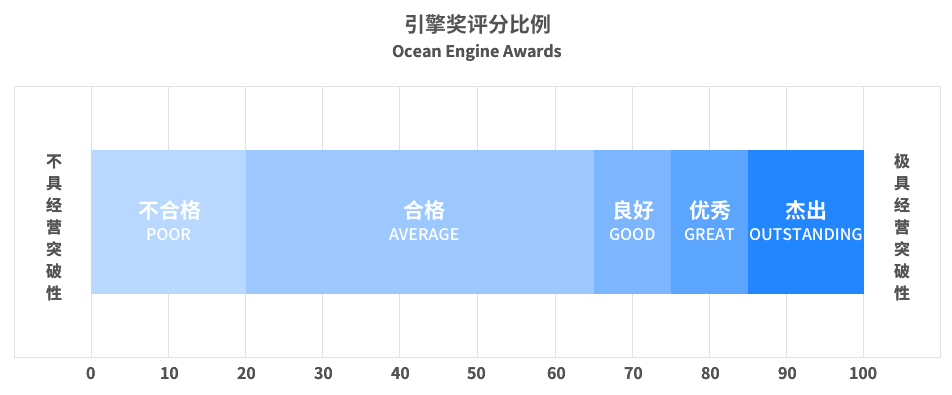 引擎奖评分比例
Ocean Engine Awards
不具经营突破性
不合格
POOR
合格
AVERAGE
良好
GOOD
优秀
GREAT
杰出
OUTSTANDING
极具经营突破性
0 10 20 30 40 50 60 70 80 90 100